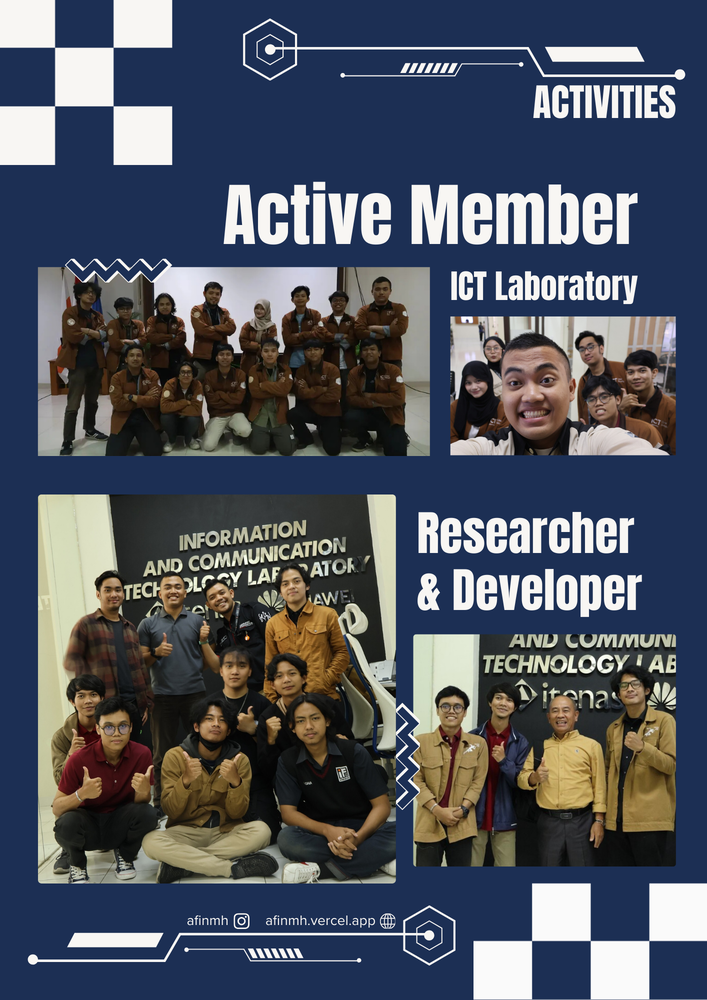 ACTIVITIES
Active Member
ICT Laboratory
INFORMATION
AND COMMUNICATION
TECHNOLOGY LABORATORY
Researcher
& Developer
AND COMMUNI
TECHNOLOGY LAB
itenas
afinmh afinmh.vercel.app